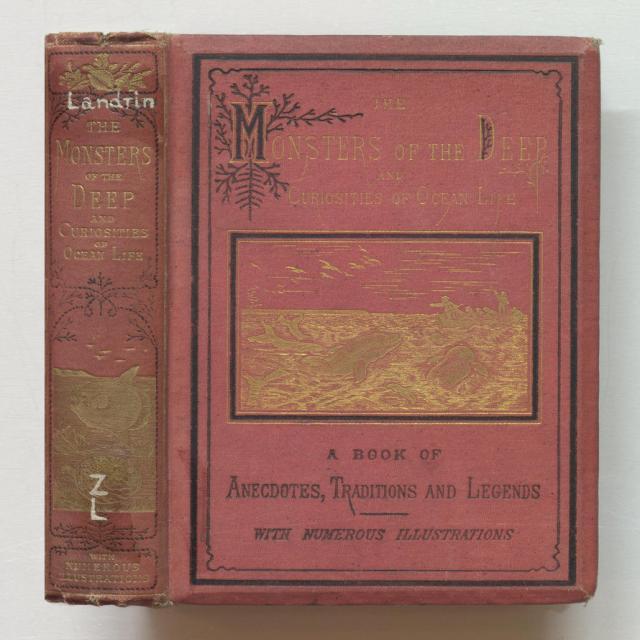 Landrin
THE
MONSTERS
OF THE
DEEP
AND
CURIOSITIES
OF
OCEAN LIFE
Z
L
WITH
NUMEROUS
ILLUSTRATIONS
THE
MONSTERS OF THE DEEP
AND
CURIOSITIES OF OCEAN LIFE
A BOOK OF
ANECDOTES, TRADITIONS AND LEGENDS
WITH NUMEROUS ILLUSTRATIONS